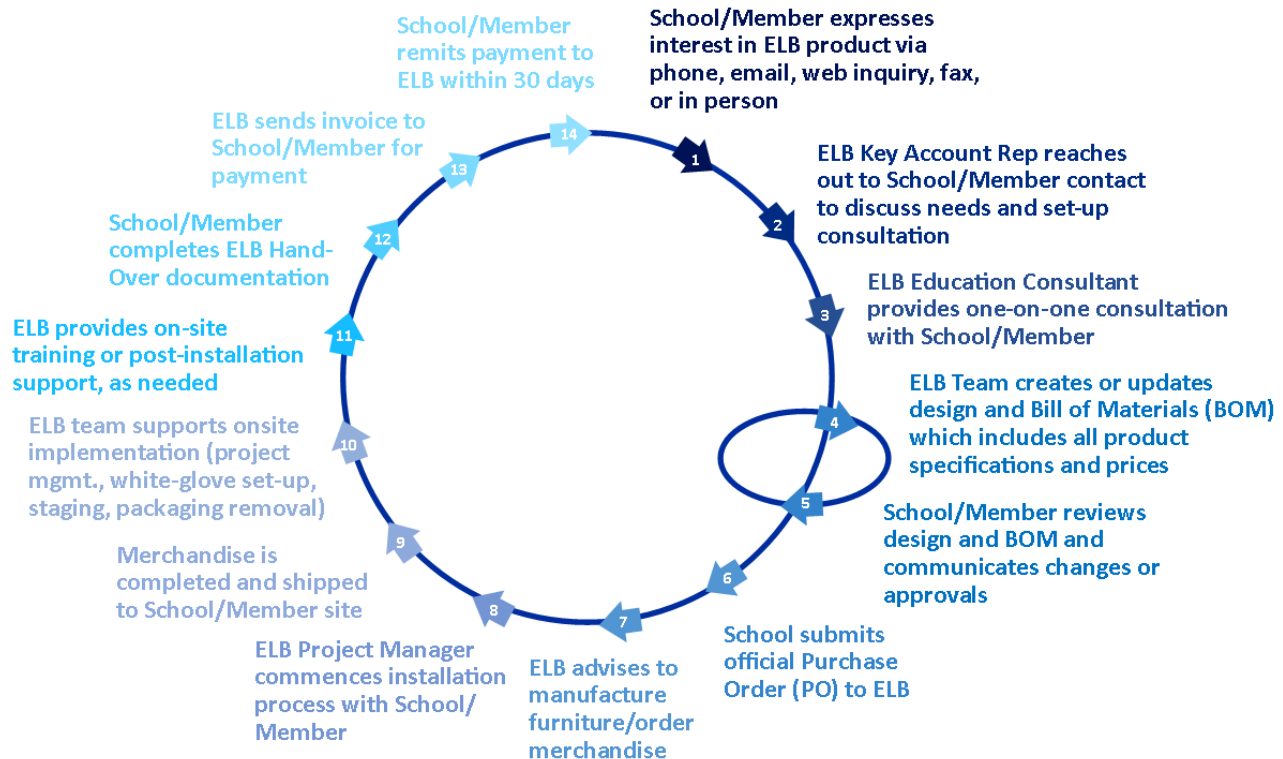 School/Member expresses
interest in ELB product via
phone, email, web inquiry, fax,
or in person
1
ELB Key Account Rep reaches
out to School/Member contact
to discuss needs and set-up
consultation
2
ELB Education Consultant
provides one-on-one consultation
with School/Member
3
ELB Team creates or updates
design and Bill of Materials (BOM)
which includes all product
specifications and prices
4
School/Member reviews
design and BOM and
communicates changes or
approvals
5
School submits
official Purchase
Order (PO) to ELB
6
ELB advises to
manufacture
furniture/order
merchandise
7
ELB Project Manager
commences installation
process with School/
Member
8
Merchandise is
completed and shipped
to School/Member site
9
ELB team supports onsite
implementation (project
mgmt., white-glove set-up,
staging, packaging removal)
10
ELB provides on-site
training or post-installation
support, as needed
11
School/Member
completes ELB Hand-
Over documentation
12
ELB sends invoice to
School/Member for
payment
13
School/Member
remits payment to
ELB within 30 days
14